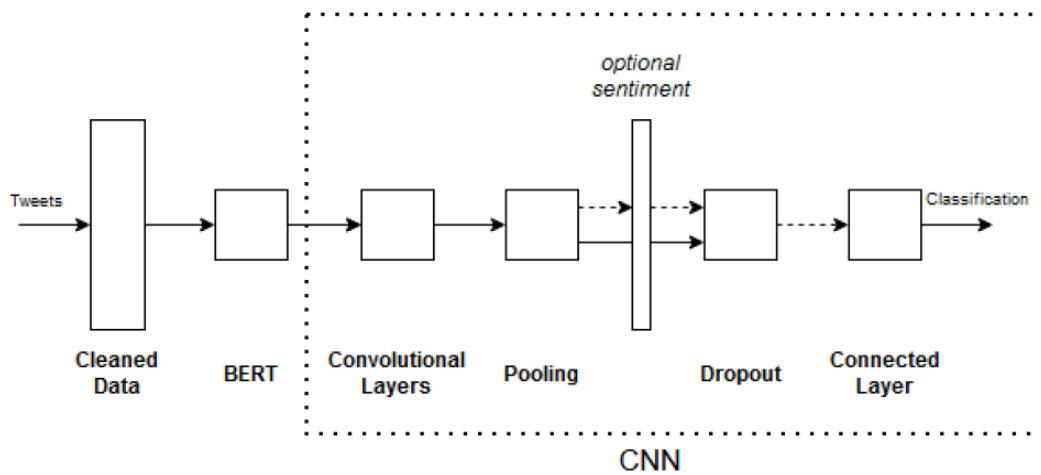 optional
sentiment
Tweets
Classification
Cleaned
Data
BERT
Convolutional
Layers
Pooling
Dropout
Connected
Layer
CNN